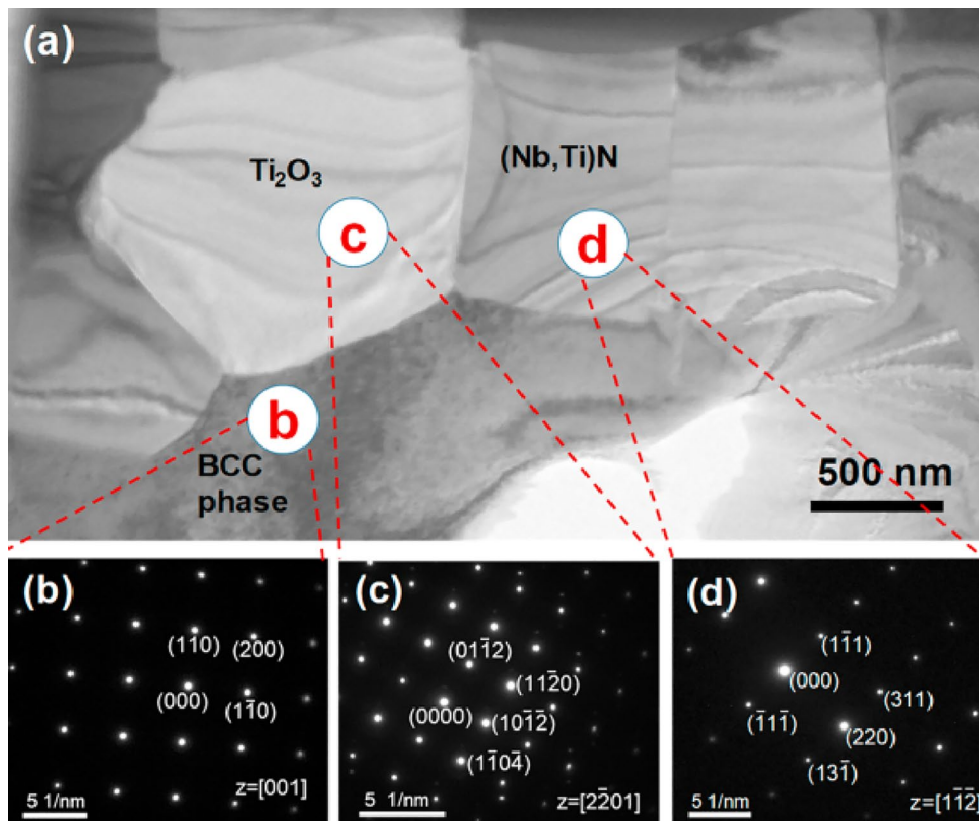 (a)
Ti₂O₃
(Nb,Ti)N
c
d
b
BCC
phase
500 nm
(b)
(110)
(200)
(000)
(11̄0)
z=[001]
5 1/nm
(c)
(011̄2)
(112̄0)
(0000)
(101̄2̄)
(11̄04̄)
z=[22̄01]
5 1/nm
(d)
(11̄1)
(000)
(311)
(1̄11̄)
(220)
(131̄)
z=[11̄2̄]
5 1/nm